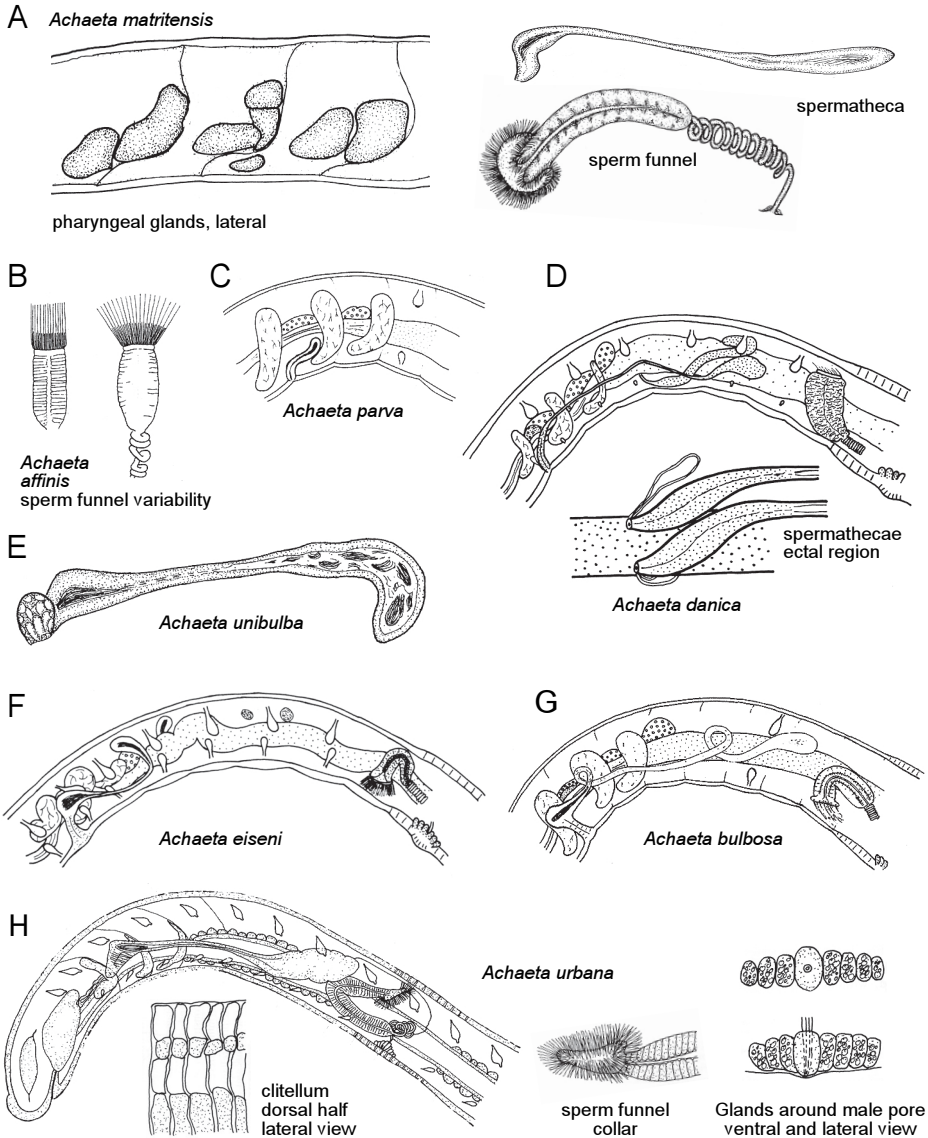 A
Achaeta matritensis
spermatheca
sperm funnel
pharyngeal glands, lateral
B
C
D
Achaeta parva
Achaeta
affinis
sperm funnel variability
spermathecae
ectal region
Achaeta danica
E
Achaeta unibulba
F
G
Achaeta eiseni
Achaeta bulbosa
H
Achaeta urbana
clitellum
dorsal half
lateral view
sperm funnel
collar
Glands around male pore
ventral and lateral view